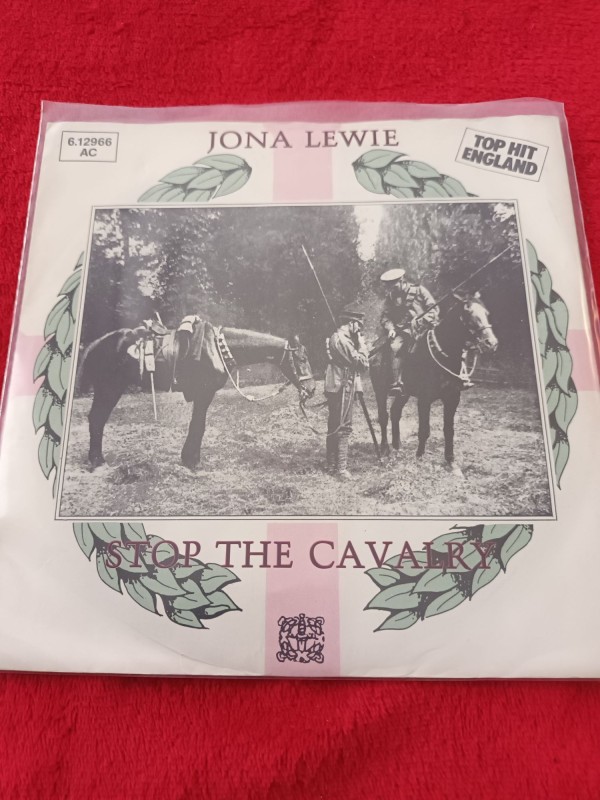 6.12966
AC
JONA LEWIE
TOP HIT
ENGLAND
STOP THE CAVALRY